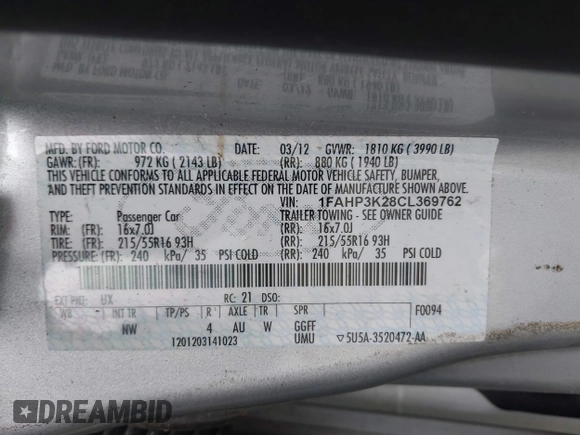 MFD. BY FORD MOTOR CO. DATE: 03/12 GVWR: 1810 KG ( 3990 LB)
GAWR: (FR): 972 KG ( 2143 LB) (RR): 880 KG ( 1940 LB)
THIS VEHICLE CONFORMS TO ALL APPLICABLE FEDERAL MOTOR VEHICLE SAFETY, BUMPER,
AND THEFT PREVENTION STANDARDS IN EFFECT ON THE DATE OF MANUFACTURE SHOWN ABOVE.
VIN: 1FAHP3K28CL369762
TYPE: Passenger Car TRAILER TOWING - SEE OWNER GUIDE
RIM: (FR) 16x7.0J (RR): 16x7.0J
TIRE: (FR) 215/55R16 93H (RR): 215/55R16 93H
PRESSURE: (FR): 240 kPa/ 35 PSI COLD (RR): 240 kPa/ 35 PSI COLD
EXT PNT: UX RC: 21 DSO:
WB INT TR TP/PS R AXLE TR SPR F0094
NW 4 AU W GGFF
1201203141023 UMU ▽5U5A-3520472-AA
DREAMBID